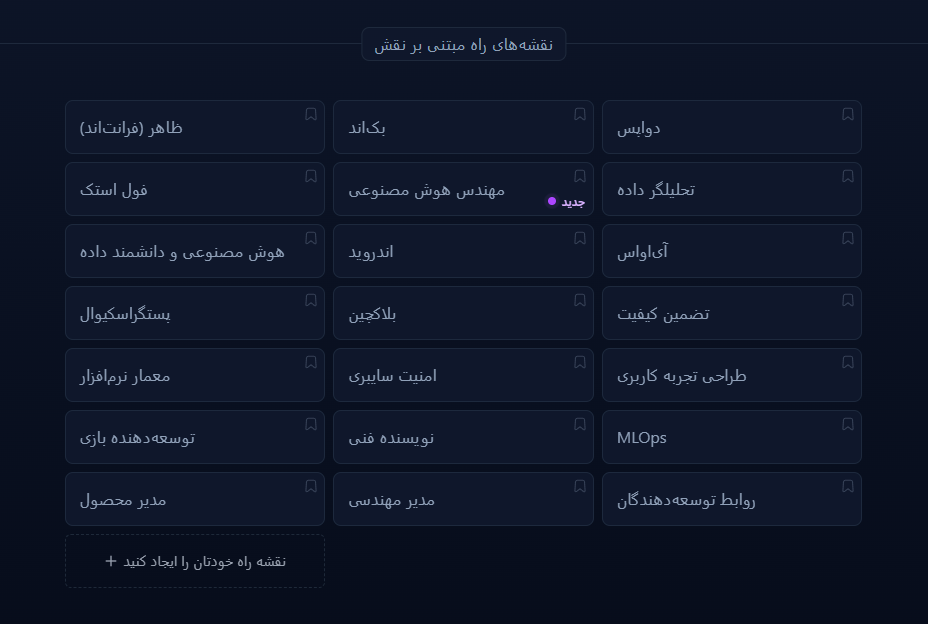 نقشه‌های راه مبتنی بر نقش
ظاهر (فرانت‌اند)
بک‌اند
دواپس
فول استک
مهندس هوش مصنوعی
جدید
تحلیلگر داده
هوش مصنوعی و دانشمند داده
اندروید
آی‌اواس
پستگراسکیوال
بلاکچین
تضمین کیفیت
معمار نرم‌افزار
امنیت سایبری
طراحی تجربه کاربری
توسعه‌دهنده بازی
نویسنده فنی
MLOps
مدیر محصول
مدیر مهندسی
روابط توسعه‌دهندگان
+ نقشه راه خودتان را ایجاد کنید